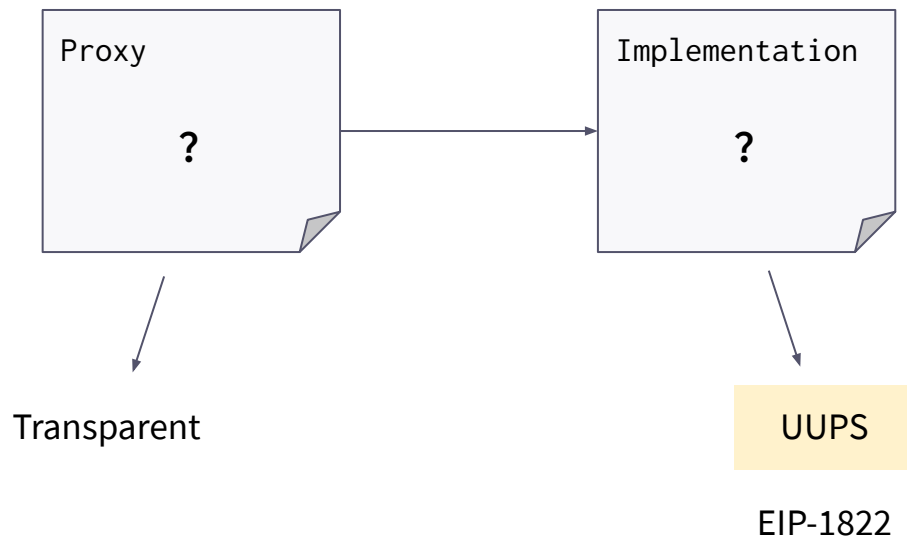 Proxy
?
Implementation
?
Transparent
UUPS
EIP-1822